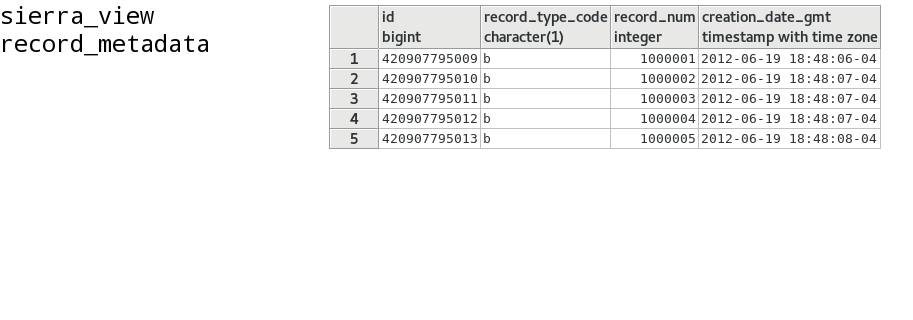 sierra_view
record_metadata
id record_type_code record_num creation_date_gmt
bigint character(1) integer timestamp with time zone
1 420907795009 b 1000001 2012-06-19 18:48:06-04
2 420907795010 b 1000002 2012-06-19 18:48:07-04
3 420907795011 b 1000003 2012-06-19 18:48:07-04
4 420907795012 b 1000004 2012-06-19 18:48:07-04
5 420907795013 b 1000005 2012-06-19 18:48:08-04